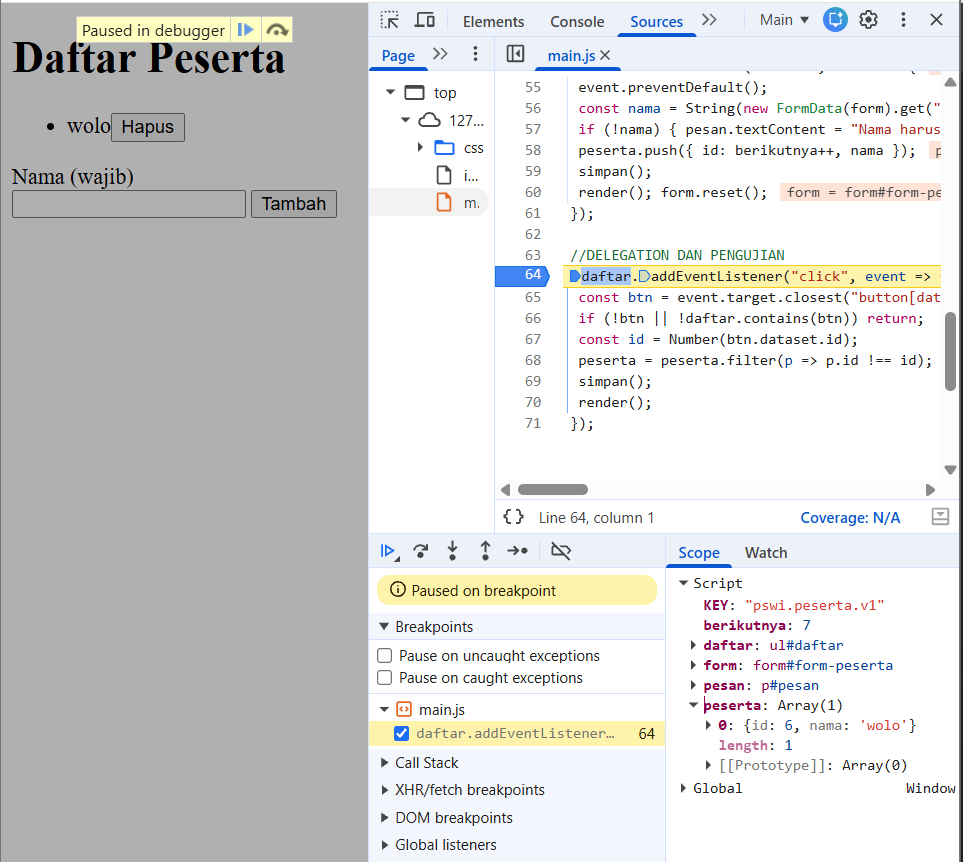 Paused in debugger
Daftar Peserta
wolo Hapus
Nama (wajib)
Tambah
Elements Console Sources Main
Page
main.js
top
127...
css
i...
m.
55 event.preventDefault();
56 const nama = String(new FormData(form).get("
57 if (!nama) { pesan.textContent = "Nama harus
58 peserta.push({ id: berikutnya++, nama }); p
59 simpan();
60 render(); form.reset(); form = form#form-pe
61 });
62
63 //DELEGATION DAN PENGUJIAN
64 daftar.addEventListener("click", event =>
65 const btn = event.target.closest("button[dat
66 if (!btn || !daftar.contains(btn)) return;
67 const id = Number(btn.dataset.id);
68 peserta = peserta.filter(p => p.id !== id);
69 simpan();
70 render();
71 });
{} Line 64, column 1 Coverage: N/A
Paused on breakpoint
Breakpoints
Pause on uncaught exceptions
Pause on caught exceptions
main.js
daftar.addEventListener… 64
Call Stack
XHR/fetch breakpoints
DOM breakpoints
Global listeners
Scope Watch
Script
KEY: "pswi.peserta.v1"
berikutnya: 7
daftar: ul#daftar
form: form#form-peserta
pesan: p#pesan
peserta: Array(1)
0: {id: 6, nama: 'wolo'}
length: 1
[[Prototype]]: Array(0)
Global Window